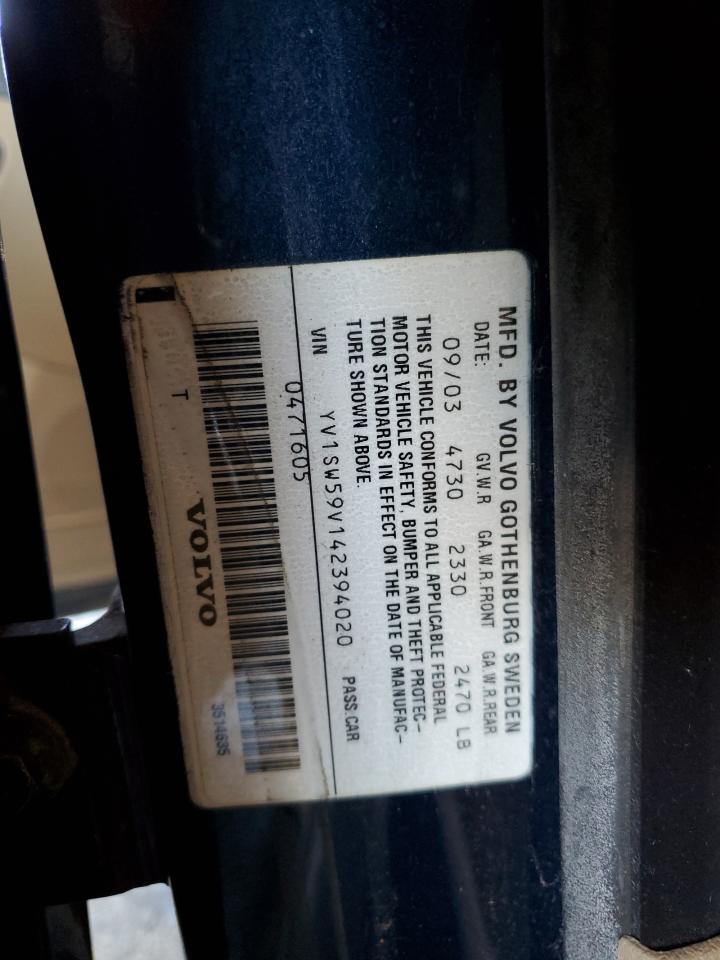 MFD. BY VOLVO GOTHENBURG SWEDEN
DATE: GV.W.R GA.W.R.FRONT GA.W.R.REAR
09/03 4730 2330 2470 LB
THIS VEHICLE CONFORMS TO ALL APPLICABLE FEDERAL
MOTOR VEHICLE SAFETY, BUMPER AND THEFT PROTEC–
TION STANDARDS IN EFFECT ON THE DATE OF MANUFAC–
TURE SHOWN ABOVE.
VIN YV1SW59V142394020 PASS.CAR
0471605
VOLVO 3514635
T